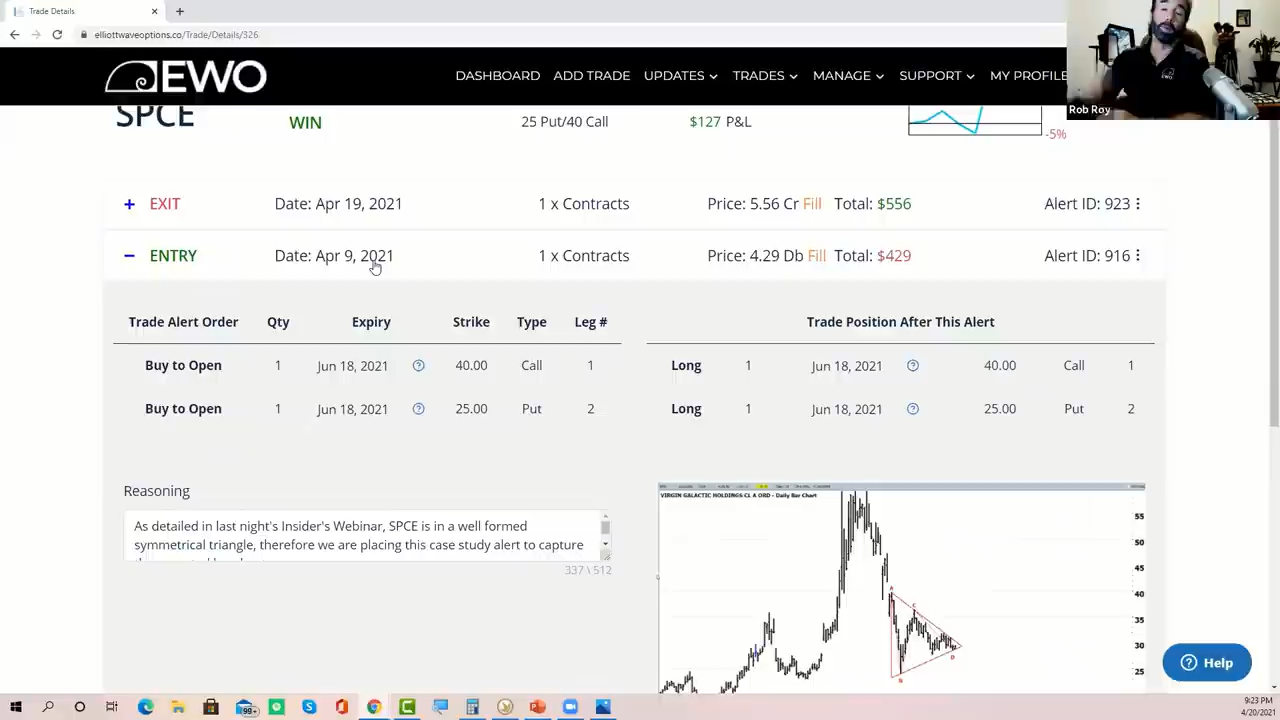 Trade Details
elliottwaveoptions.co/Trade/Details/326
EWO
DASHBOARD ADD TRADE UPDATES TRADES MANAGE SUPPORT MY PROFILE
Rob Roy
SPCE
WIN
25 Put/40 Call
$127 P&L
-5%
+ EXIT Date: Apr 19, 2021 1 x Contracts Price: 5.56 Cr Fill Total: $556 Alert ID: 923
− ENTRY Date: Apr 9, 2021 1 x Contracts Price: 4.29 Db Fill Total: $429 Alert ID: 916
Trade Alert Order Qty Expiry Strike Type Leg # Trade Position After This Alert
Buy to Open 1 Jun 18, 2021 40.00 Call 1 Long 1 Jun 18, 2021 40.00 Call 1
Buy to Open 1 Jun 18, 2021 25.00 Put 2 Long 1 Jun 18, 2021 25.00 Put 2
Reasoning
As detailed in last night's Insider's Webinar, SPCE is in a well formed
symmetrical triangle, therefore we are placing this case study alert to capture
337 \ 512
VIRGIN GALACTIC HOLDINGS CL A ORD - Daily Bar Chart
55
50
45
40
35
30
25
A
C
D
B
Help
99+
9:23 PM
4/20/2021